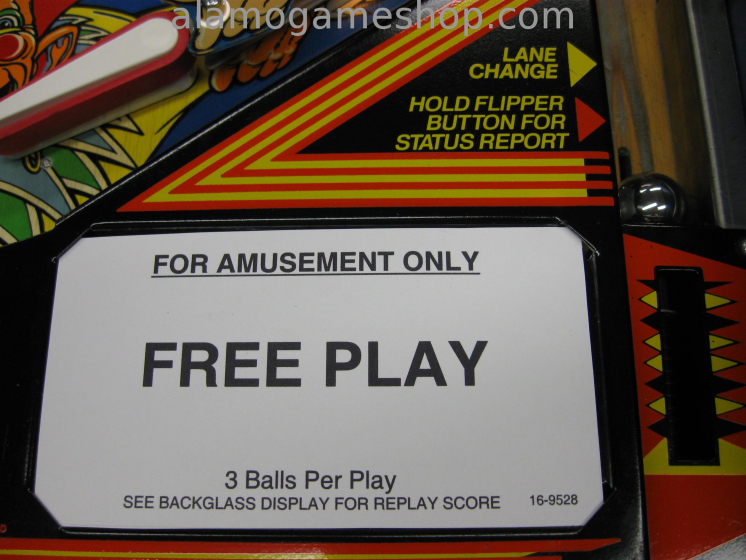 alamogameshop.com
LANE
CHANGE
HOLD FLIPPER
BUTTON FOR
STATUS REPORT
FOR AMUSEMENT ONLY
FREE PLAY
3 Balls Per Play
SEE BACKGLASS DISPLAY FOR REPLAY SCORE 16-9528